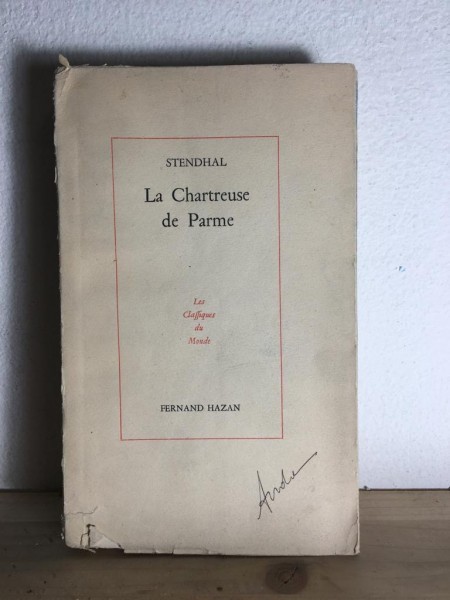 STENDHAL
La Chartreuse
de Parme
Les
Classiques
du
Monde
FERNAND HAZAN